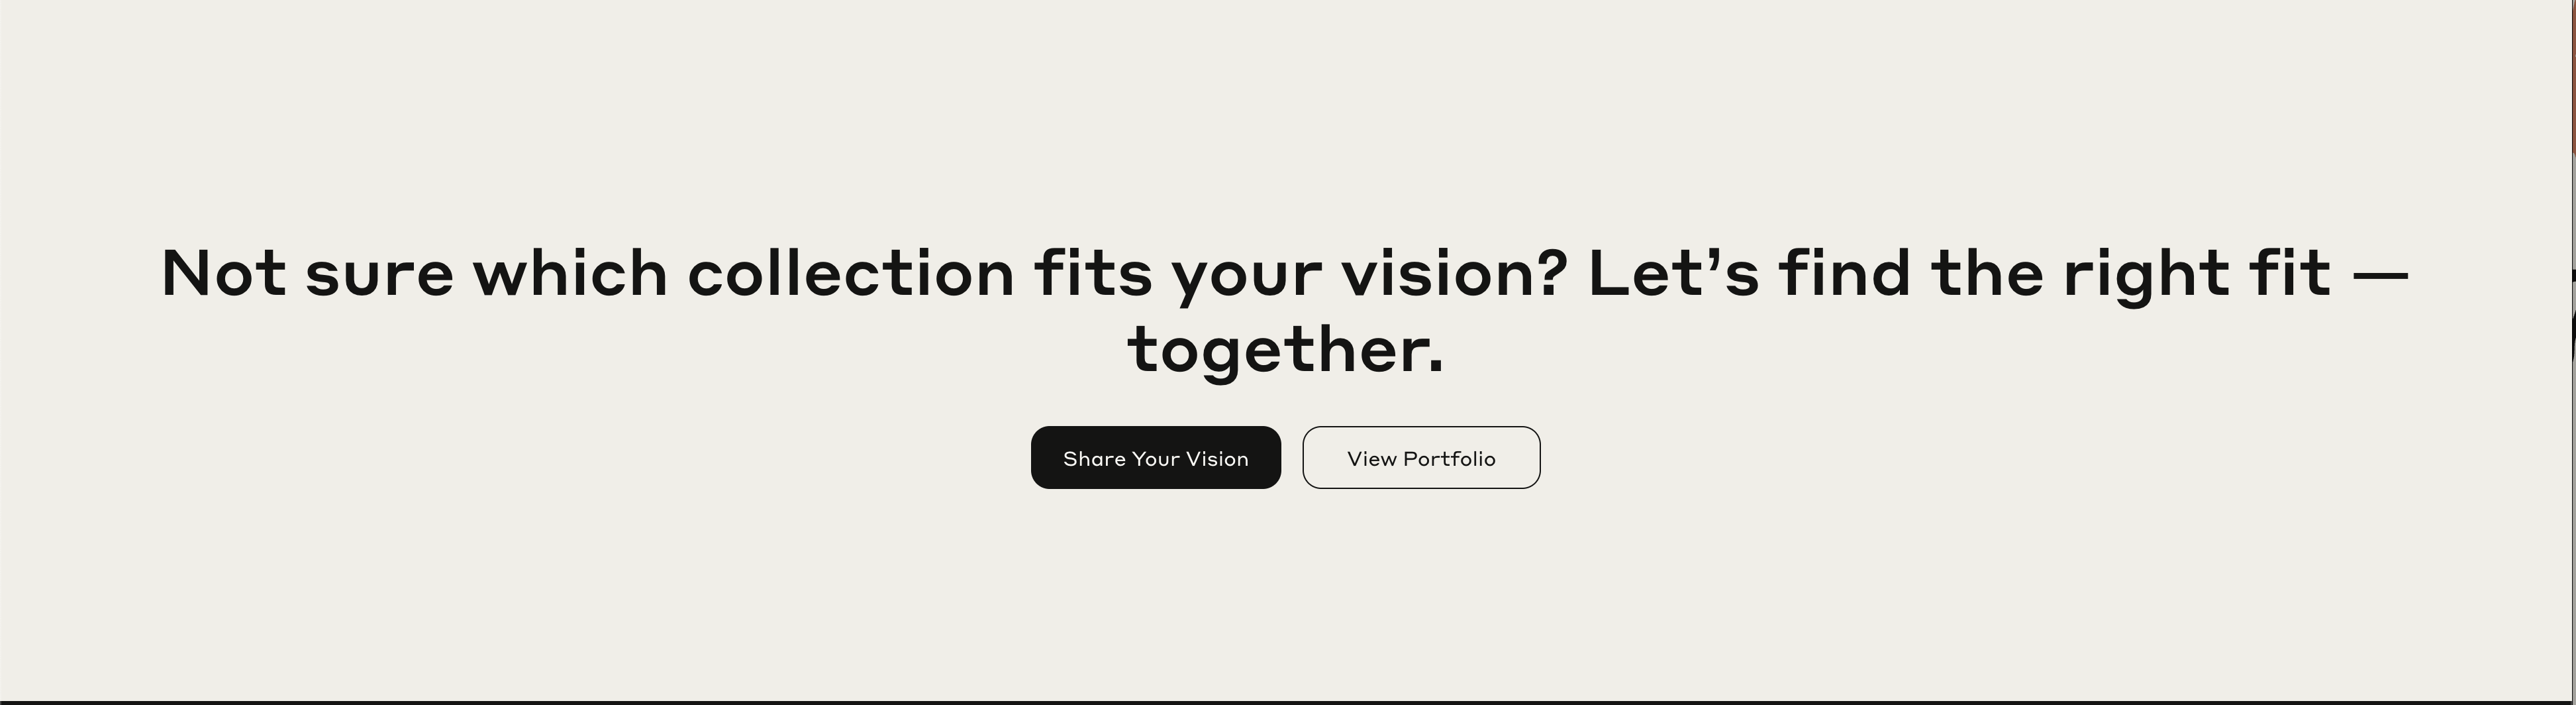 Not sure which collection fits your vision? Let’s find the right fit —
together.
Share Your Vision
View Portfolio